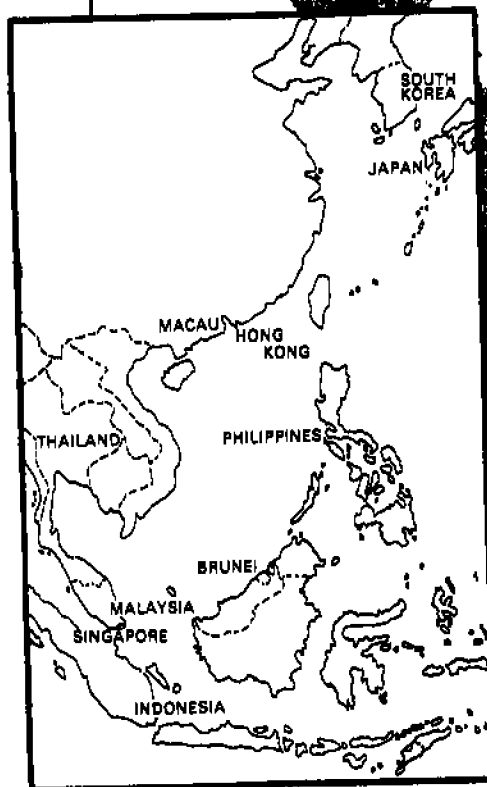 SOUTH
KOREA
JAPAN
MACAU
HONG
KONG
THAILAND
PHILIPPINES
BRUNEI
MALAYSIA
SINGAPORE
INDONESIA